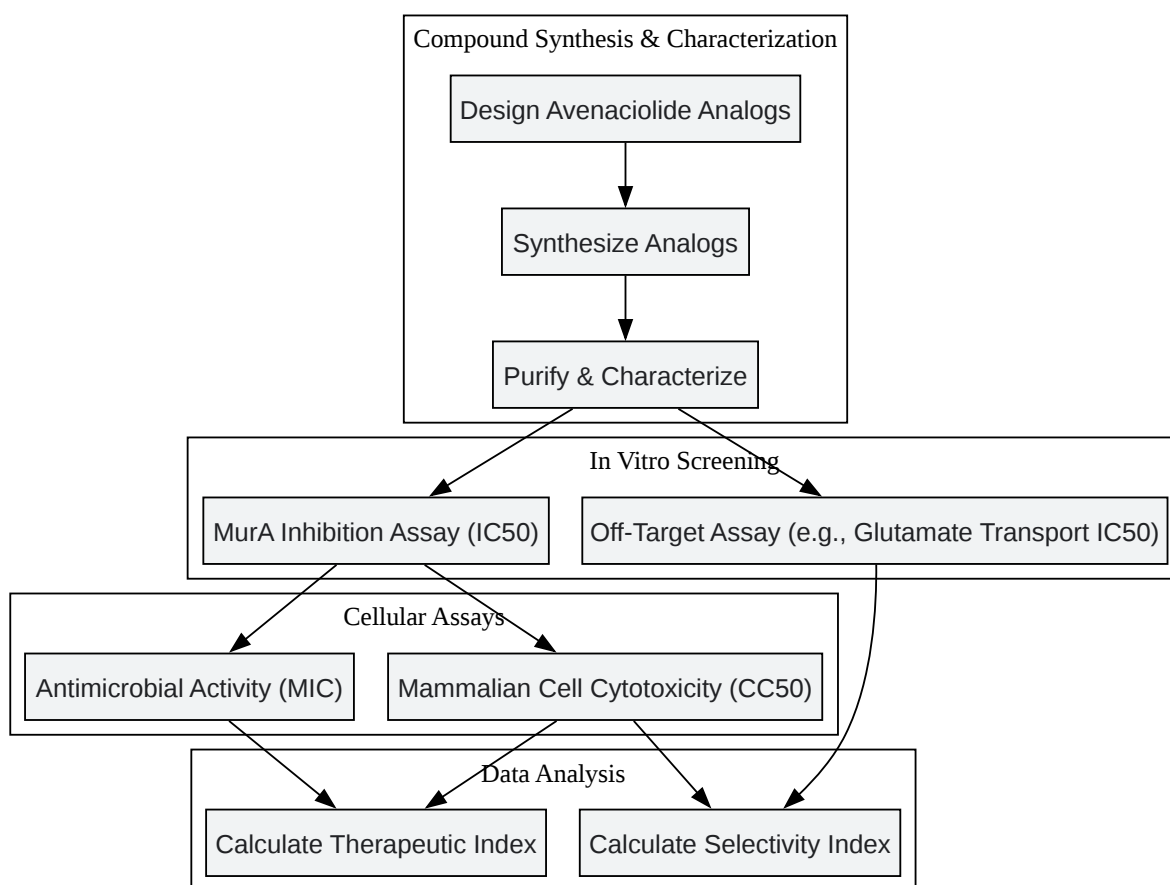 Compound Synthesis & Characterization
Design Avenaciolide Analogs
Synthesize Analogs
Purify & Characterize
In Vitro Screening
MurA Inhibition Assay (IC50)
Off-Target Assay (e.g., Glutamate Transport IC50)
Cellular Assays
Antimicrobial Activity (MIC)
Mammalian Cell Cytotoxicity (CC50)
Data Analysis
Calculate Therapeutic Index
Calculate Selectivity Index